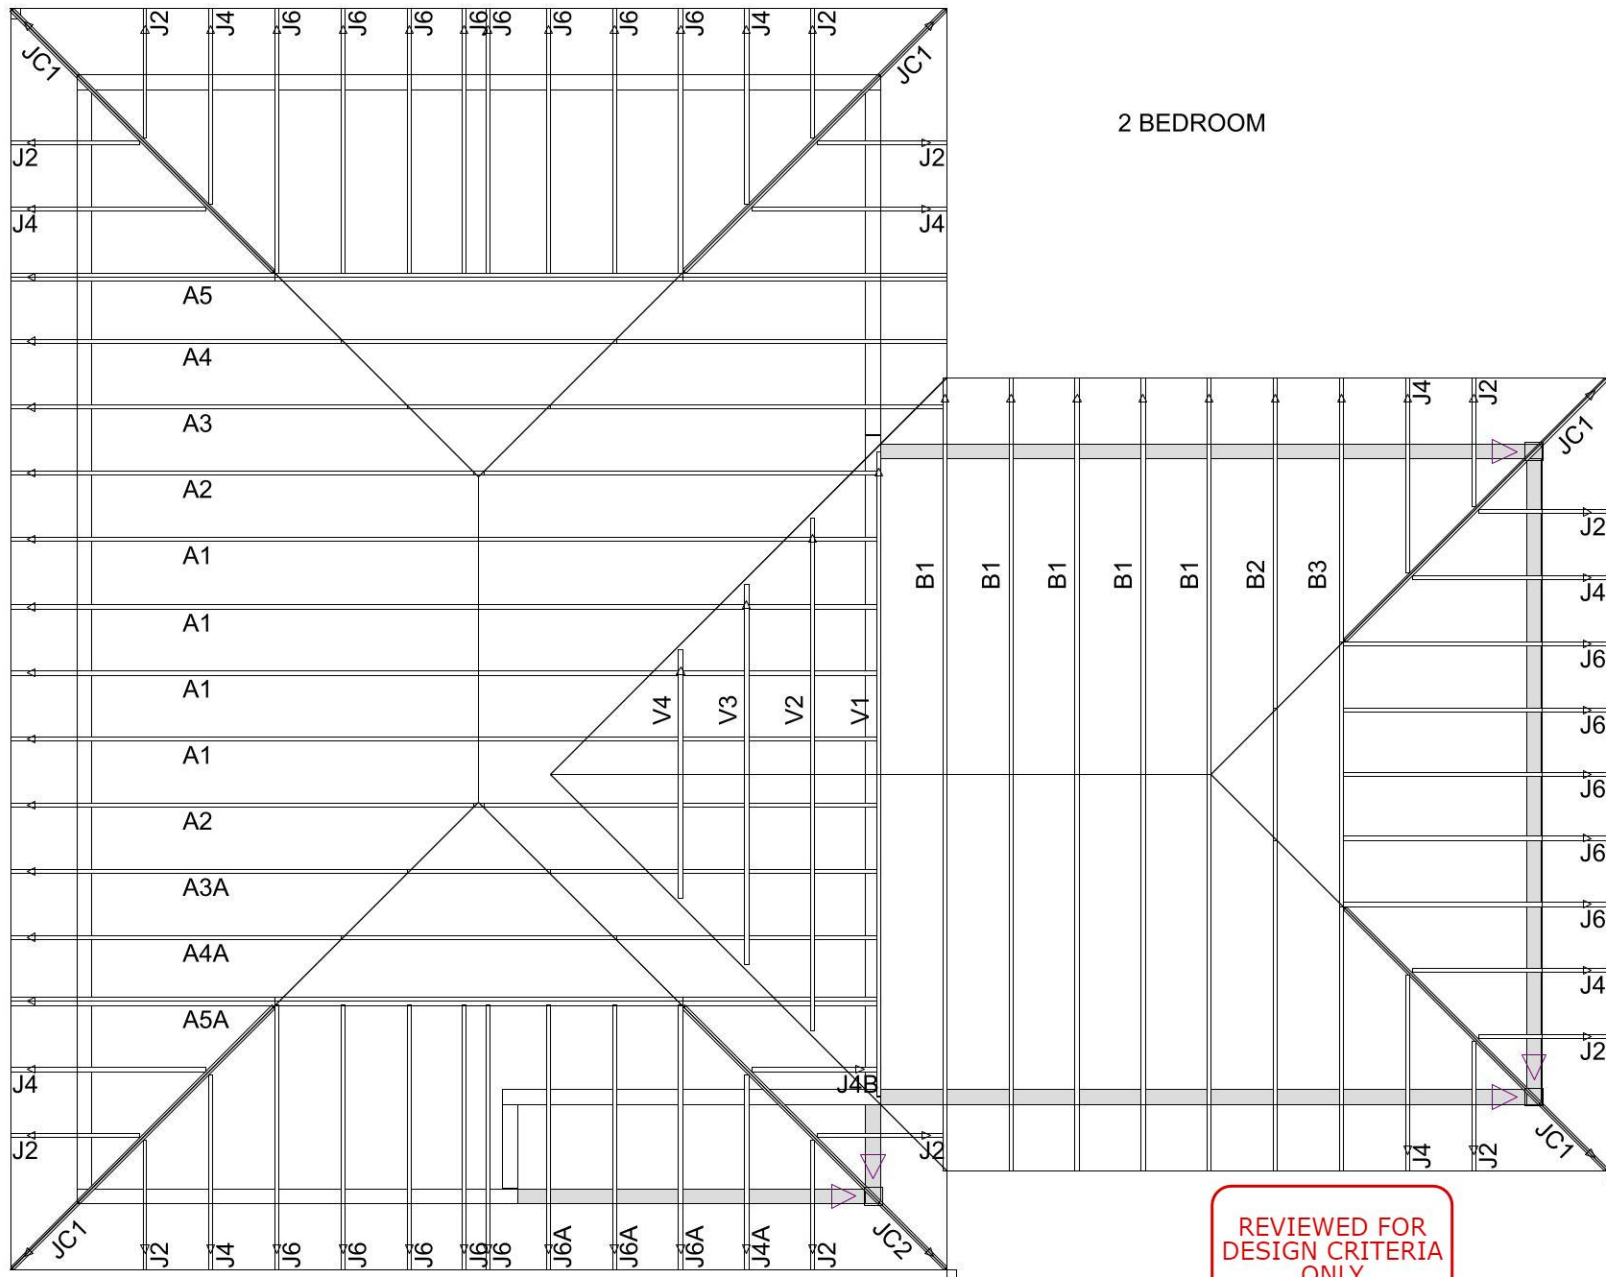 J2 J4 J6 J6 J6 J6 J6 J6 J6 J6 J4 J2
JC1 JC1
2 BEDROOM
J2 J2
J4 J4
A5
A4
A3
J4 J2
JC1
A2
J2
A1
B1 B1 B1 B1 B1 B2 B3
J4
A1
J6
A1
V4 V3 V2 V1
J6
A1
J6
A2
J6
A3A
J6
A4A
J4
A5A
J2
J4 J4B
J2 J2
J4 J2
JC1
JC1 JC2
J2 J4 J6 J6 J6 J6 J6 J6A J6A J6A J4A J2
REVIEWED FOR
DESIGN CRITERIA
ONLY